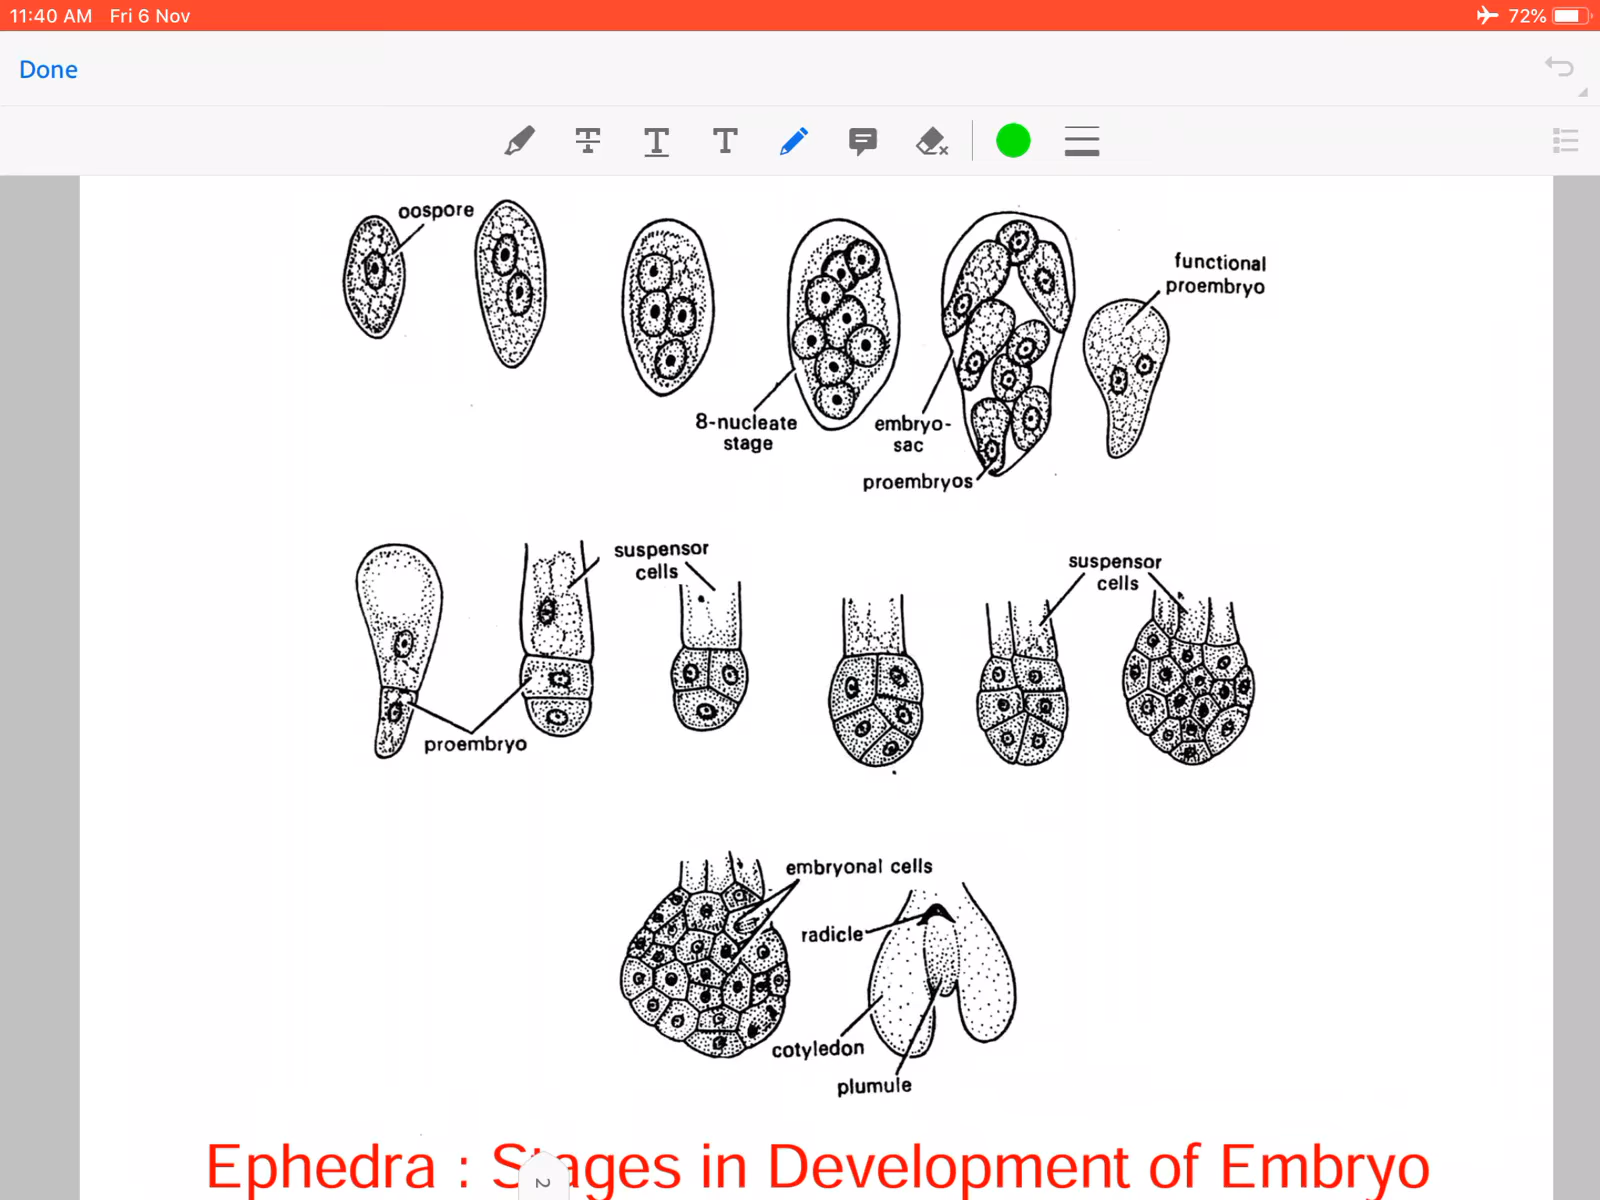 11:40 AM Fri 6 Nov
72%
Done
T
T
T
oospore
functional
proembryo
8-nucleate
stage
embryo-
sac
proembryos
suspensor
cells
suspensor
cells
proembryo
embryonal cells
radicle
cotyledon
plumule
Ephedra : Stages in Development of Embryo
2